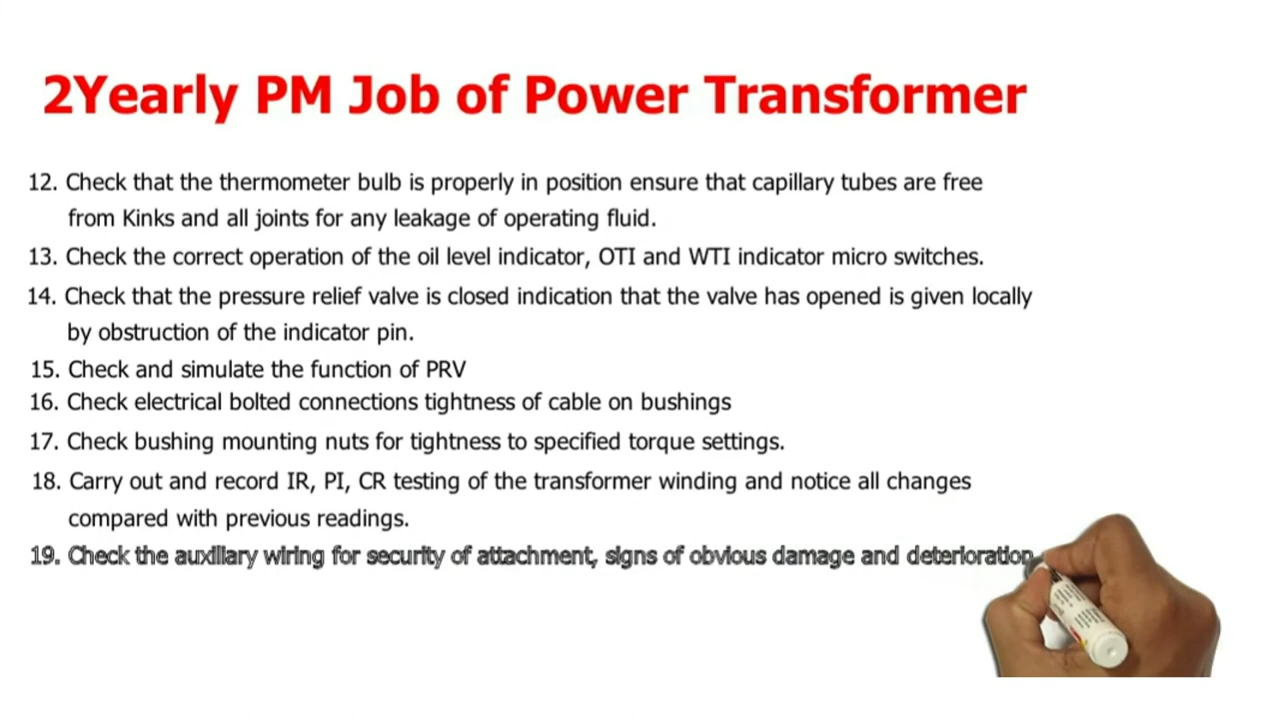 2Yearly PM Job of Power Transformer
12. Check that the thermometer bulb is properly in position ensure that capillary tubes are free
from Kinks and all joints for any leakage of operating fluid.
13. Check the correct operation of the oil level indicator, OTI and WTI indicator micro switches.
14. Check that the pressure relief valve is closed indication that the valve has opened is given locally
by obstruction of the indicator pin.
15. Check and simulate the function of PRV
16. Check electrical bolted connections tightness of cable on bushings
17. Check bushing mounting nuts for tightness to specified torque settings.
18. Carry out and record IR, PI, CR testing of the transformer winding and notice all changes
compared with previous readings.
19. Check the auxillary wiring for security of attachment, signs of obvious damage and deterioration